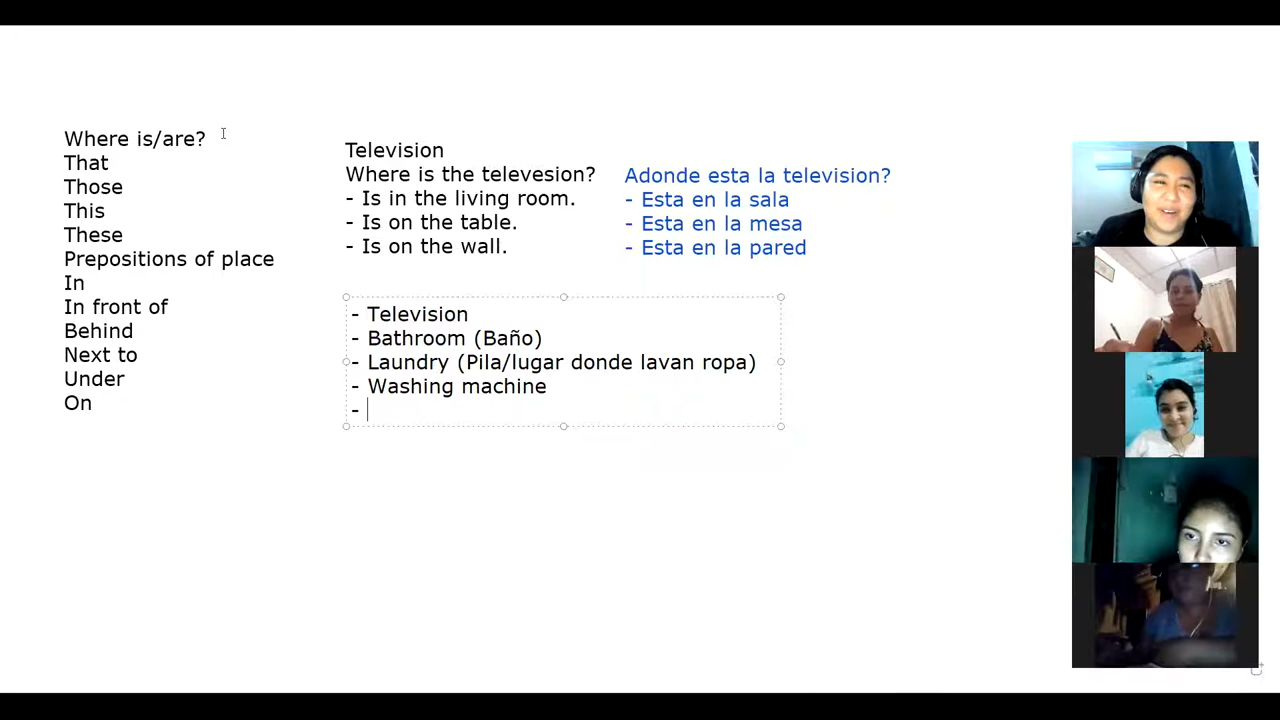 Where is/are?
That
Those
This
These
Prepositions of place
In
In front of
Behind
Next to
Under
On
Television
Where is the televesion?
- Is in the living room.
- Is on the table.
- Is on the wall.
Adonde esta la television?
- Esta en la sala
- Esta en la mesa
- Esta en la pared
- Television
- Bathroom (Baño)
- Laundry (Pila/lugar donde lavan ropa)
- Washing machine
-